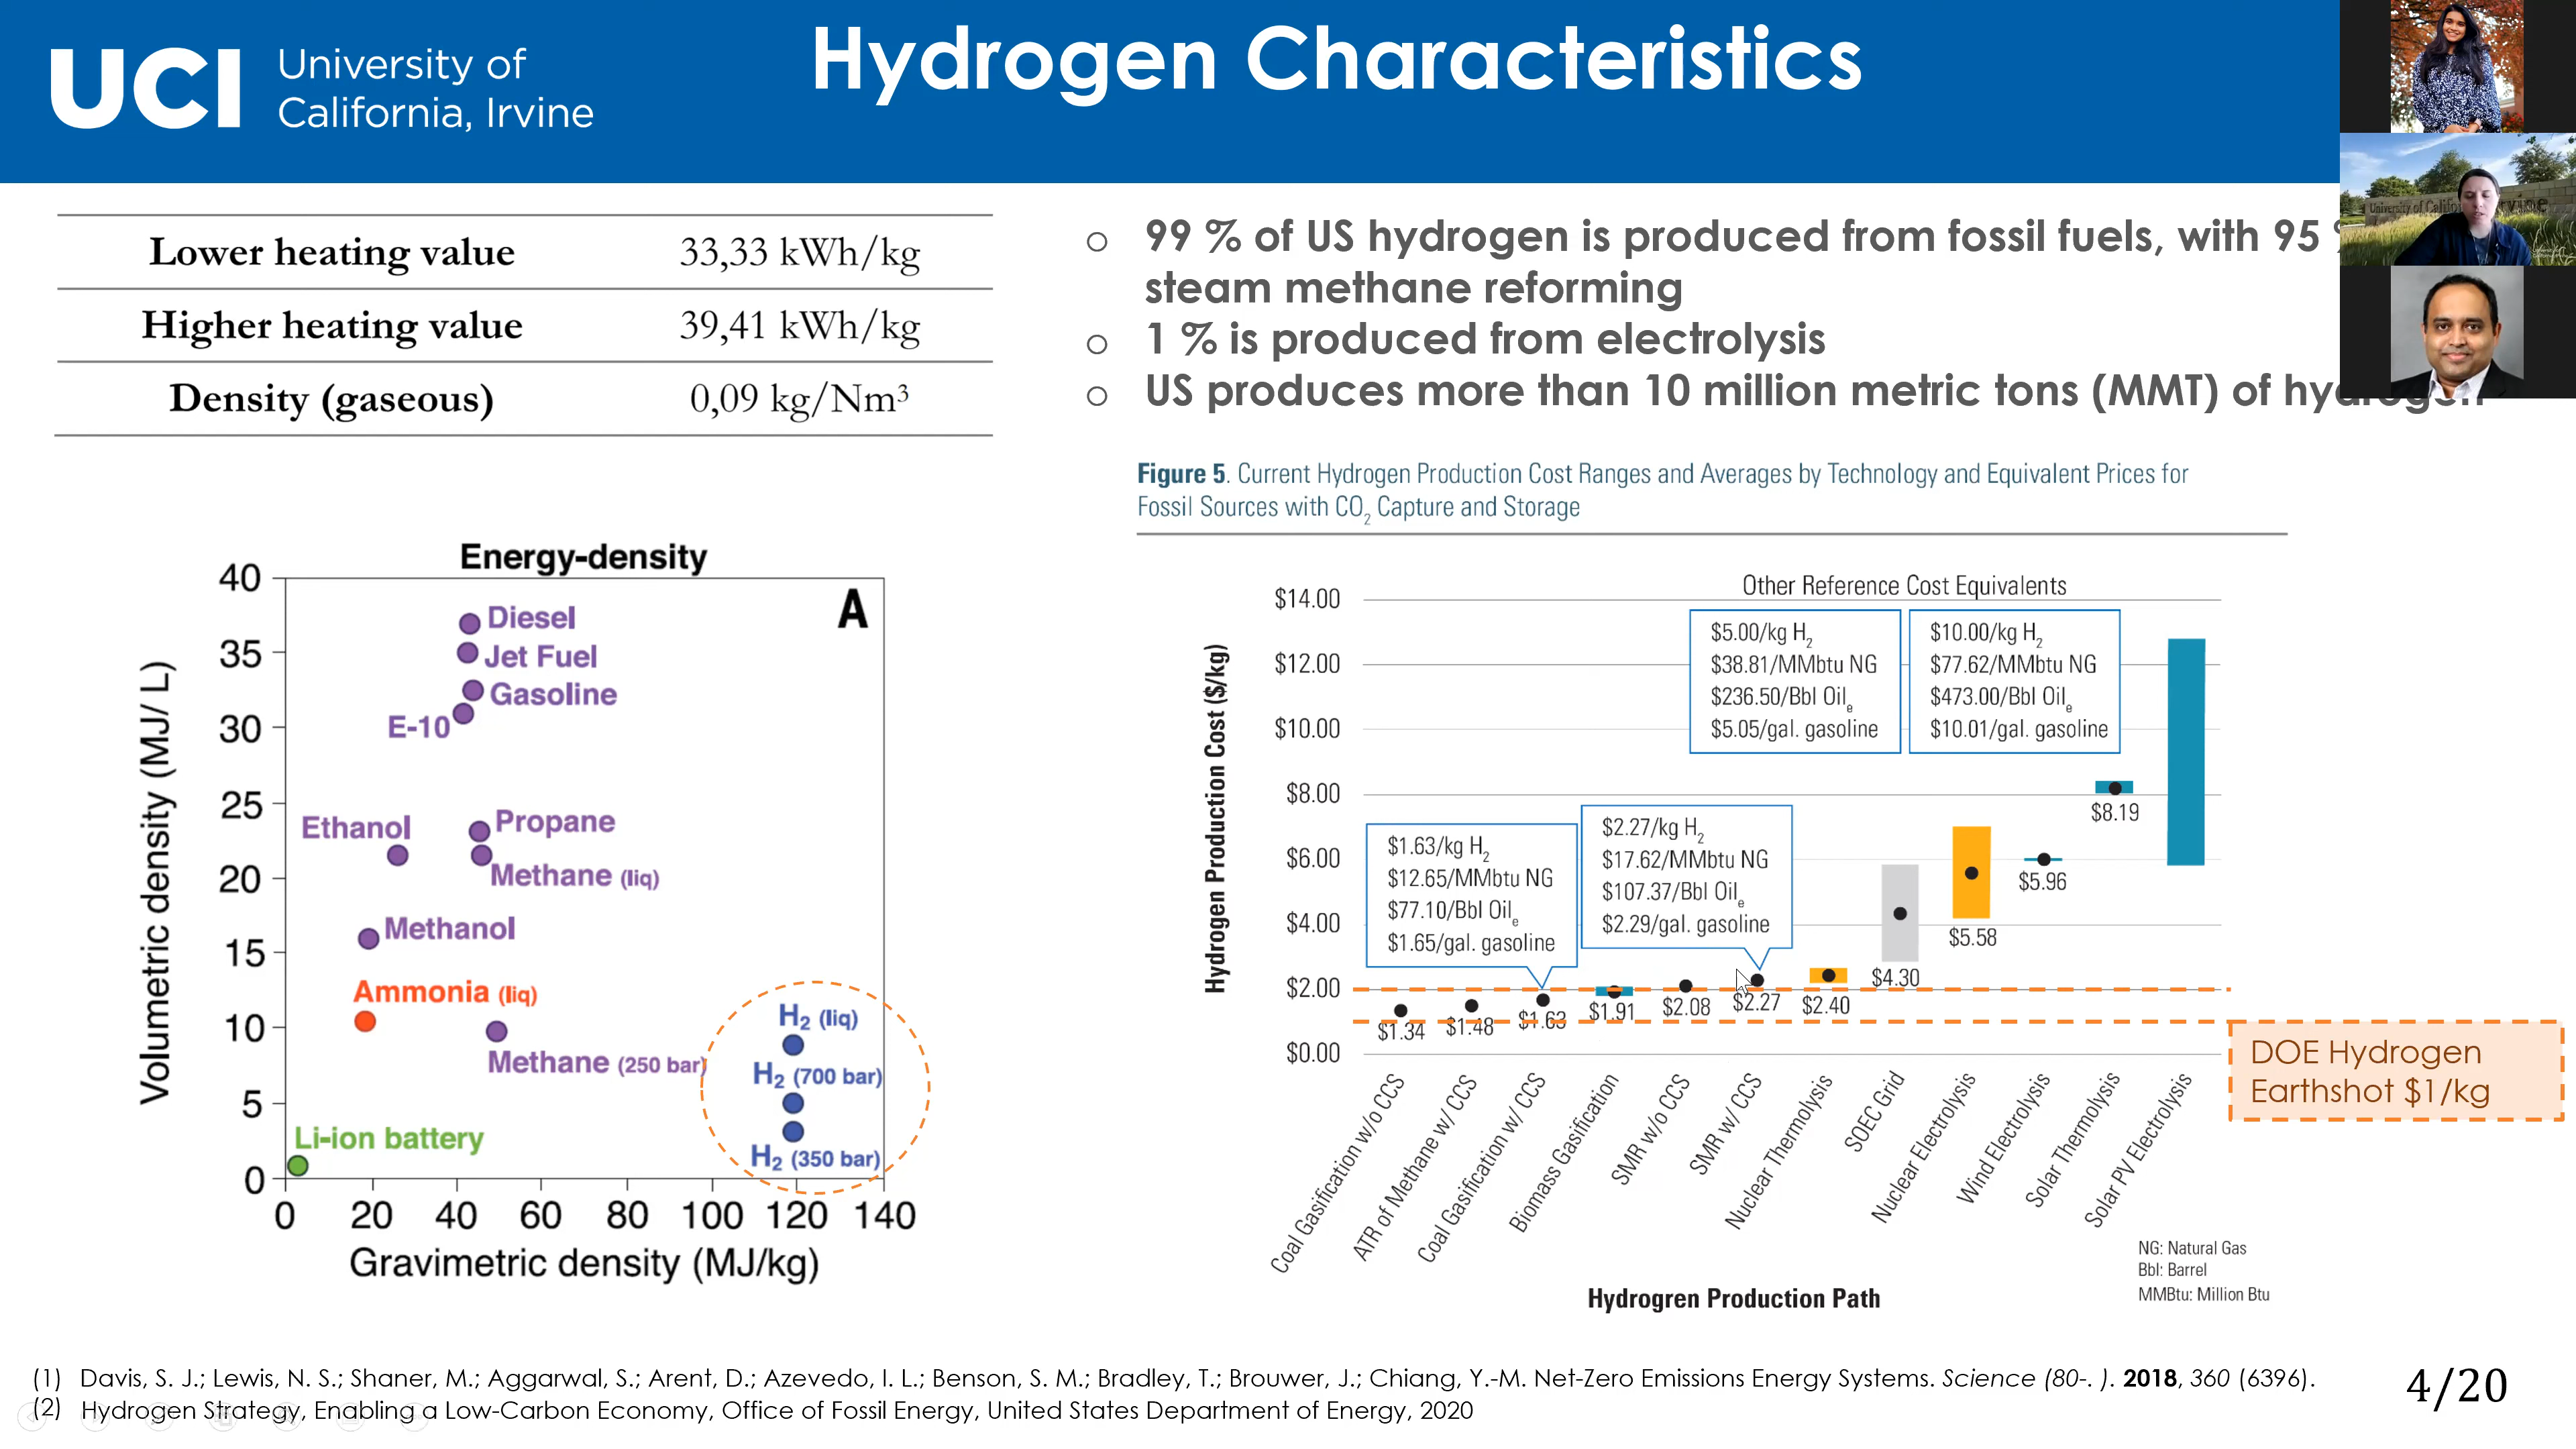 UCI University of
California, Irvine
Hydrogen Characteristics
Lower heating value 33,33 kWh/kg
Higher heating value 39,41 kWh/kg
Density (gaseous) 0,09 kg/Nm³
○ 99 % of US hydrogen is produced from fossil fuels, with 95
steam methane reforming
○ 1 % is produced from electrolysis
○ US produces more than 10 million metric tons (MMT) of hydrogen
Energy-density
A
Volumetric density (MJ/ L)
40
35
30
25
20
15
10
5
0
Diesel
Jet Fuel
Gasoline
E-10
Propane
Ethanol
Methane (liq)
Methanol
Ammonia (liq)
H₂ (liq)
Methane (250 bar)
H₂ (700 bar)
Li-ion battery
H₂ (350 bar)
0 20 40 60 80 100 120 140
Gravimetric density (MJ/kg)
Figure 5. Current Hydrogen Production Cost Ranges and Averages by Technology and Equivalent Prices for
Fossil Sources with CO₂ Capture and Storage
Other Reference Cost Equivalents
Hydrogen Production Cost ($/kg)
$14.00
$12.00
$10.00
$8.00
$6.00
$4.00
$2.00
$0.00
$5.00/kg H₂
$38.81/MMbtu NG
$236.50/Bbl Oilₑ
$5.05/gal. gasoline
$10.00/kg H₂
$77.62/MMbtu NG
$473.00/Bbl Oilₑ
$10.01/gal. gasoline
$1.63/kg H₂
$12.65/MMbtu NG
$77.10/Bbl Oilₑ
$1.65/gal. gasoline
$2.27/kg H₂
$17.62/MMbtu NG
$107.37/Bbl Oilₑ
$2.29/gal. gasoline
$1.34
$1.48
$1.63
$1.91
$2.08
$2.27
$2.40
$4.30
$5.58
$5.96
$8.19
Coal Gasification w/o CCS
ATR of Methane w/ CCS
Coal Gasification w/ CCS
Biomass Gasification
SMR w/o CCS
SMR w/ CCS
Nuclear Thermolysis
SOEC Grid
Nuclear Electrolysis
Wind Electrolysis
Solar Thermolysis
Solar PV Electrolysis
Hydrogren Production Path
NG: Natural Gas
Bbl: Barrel
MMBtu: Million Btu
DOE Hydrogen
Earthshot $1/kg
(1) Davis, S. J.; Lewis, N. S.; Shaner, M.; Aggarwal, S.; Arent, D.; Azevedo, I. L.; Benson, S. M.; Bradley, T.; Brouwer, J.; Chiang, Y.-M. Net-Zero Emissions Energy Systems. Science (80-. ). 2018, 360 (6396).
(2) Hydrogen Strategy, Enabling a Low-Carbon Economy, Office of Fossil Energy, United States Department of Energy, 2020
4/20